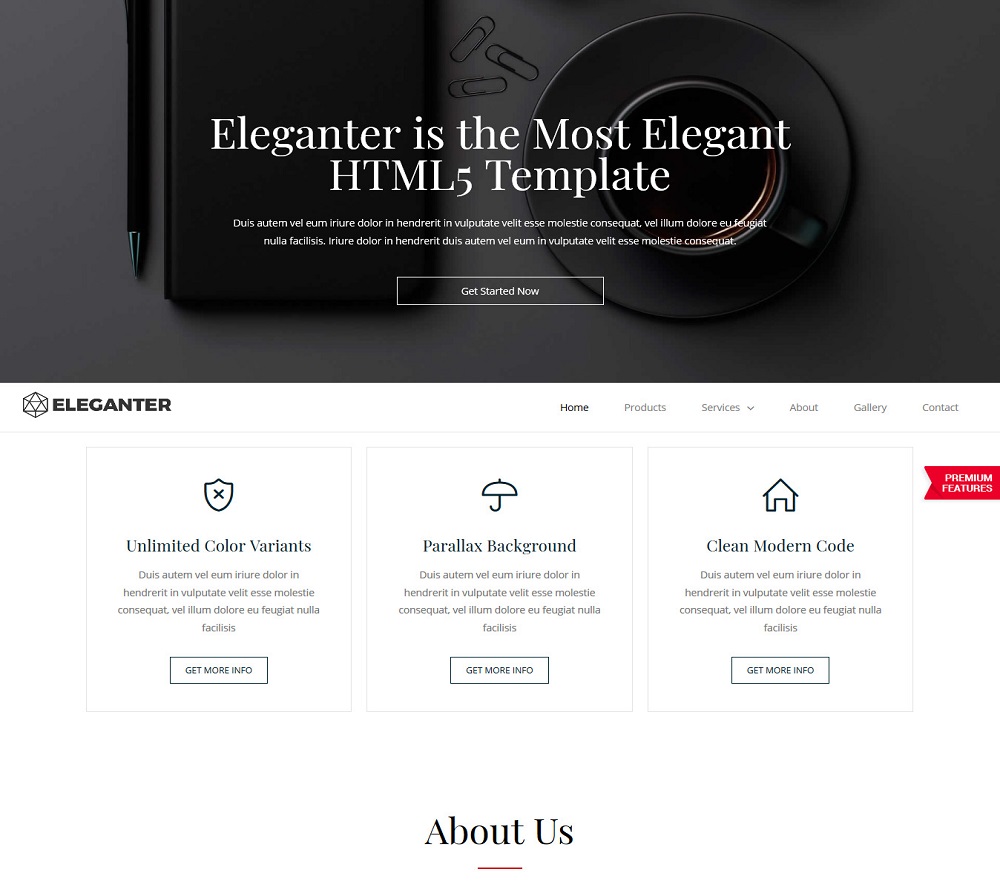 Eleganter is the Most Elegant
HTML5 Template
Duis autem vel eum iriure dolor in hendrerit in vulputate velit esse molestie consequat, vel illum dolore eu feugiat
nulla facilisis. Iriure dolor in hendrerit duis autem vel eum in vulputate velit esse molestie consequat.
Get Started Now
ELEGANTER
Home Products Services About Gallery Contact
PREMIUM
FEATURES
Unlimited Color Variants
Duis autem vel eum iriure dolor in
hendrerit in vulputate velit esse molestie
consequat, vel illum dolore eu feugiat nulla
facilisis
GET MORE INFO
Parallax Background
Duis autem vel eum iriure dolor in
hendrerit in vulputate velit esse molestie
consequat, vel illum dolore eu feugiat nulla
facilisis
GET MORE INFO
Clean Modern Code
Duis autem vel eum iriure dolor in
hendrerit in vulputate velit esse molestie
consequat, vel illum dolore eu feugiat nulla
facilisis
GET MORE INFO
About Us